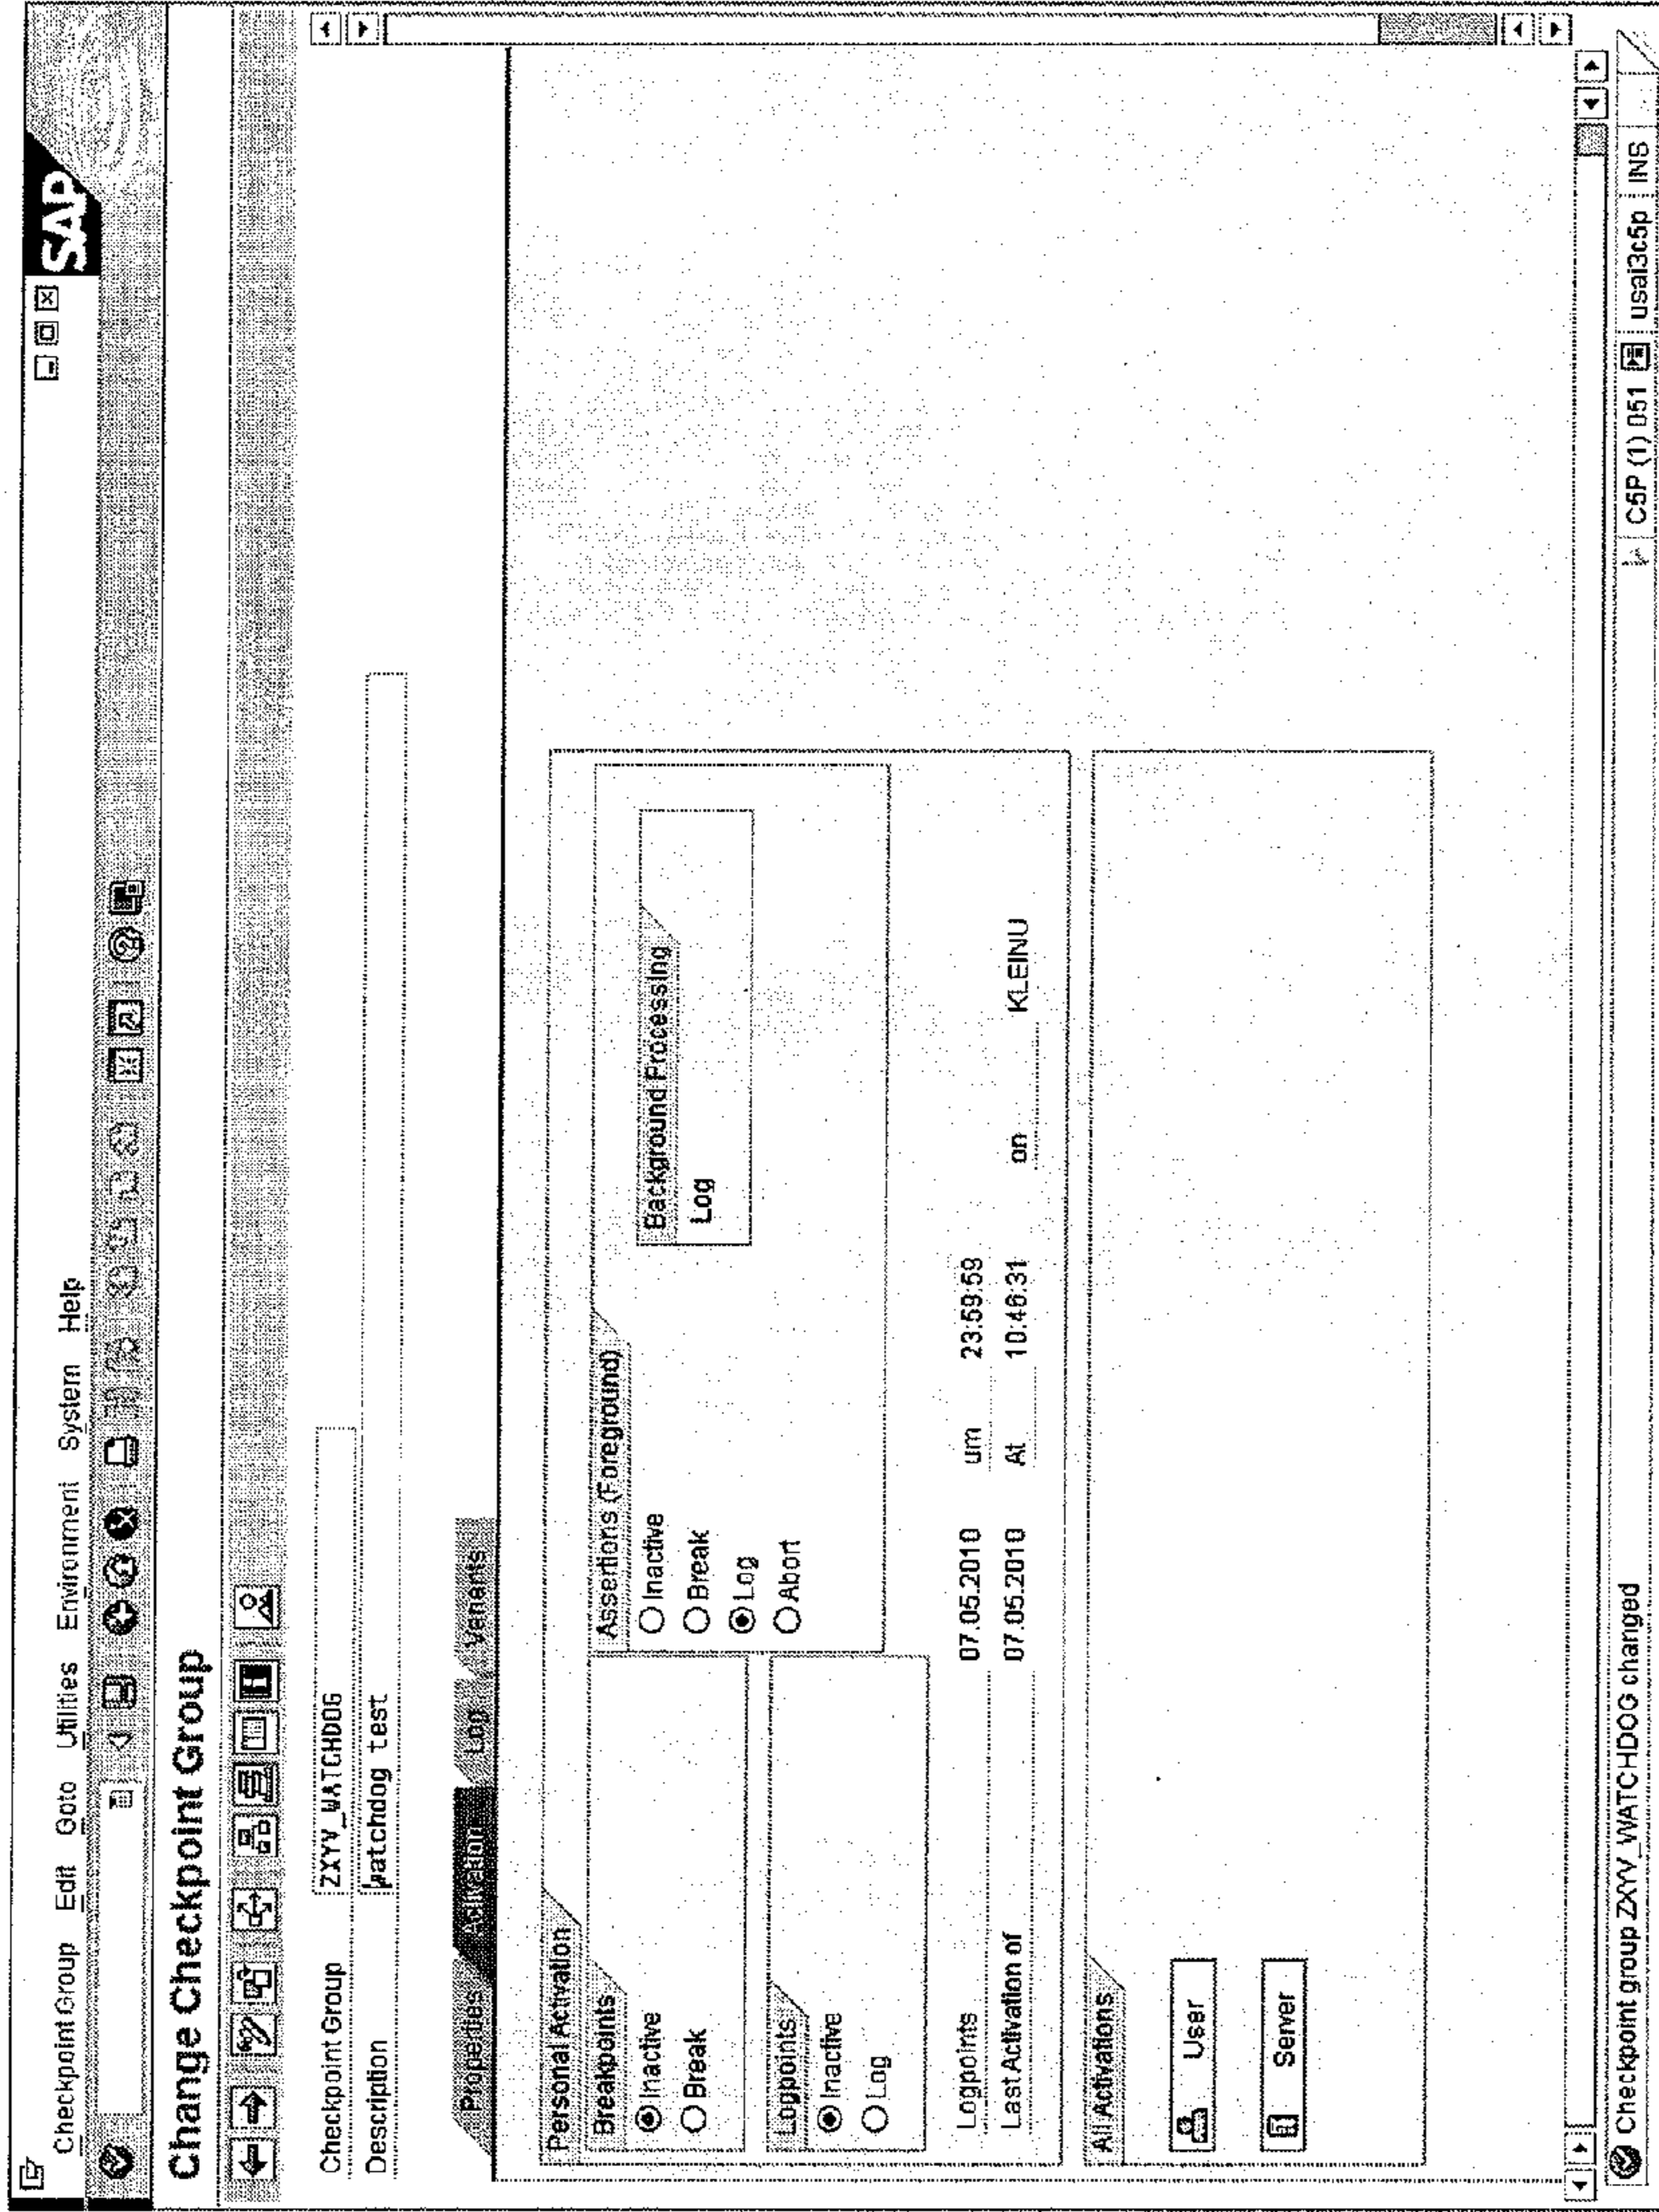 SAP
Checkpoint Group Edit Goto Utilities Environment System Help
Change Checkpoint Group
Checkpoint Group ZXYV_WATCHDOG
Description watchdog test
Properties Activation Log
Personal Activation
Breakpoints
Inactive
Break
Assertions (Foreground)
Inactive
Break
Log
Abort
Background Processing
Log
Logpoints
Inactive
Log
Logpoints 07.05.2010 um 23:59:59
Last Activation of 07.05.2010 At 10:46:31 on KLEINU
All Activations
User
Server
Checkpoint group ZXYV_WATCHDOG changed
C5P (1) 051 usai3c5p INS